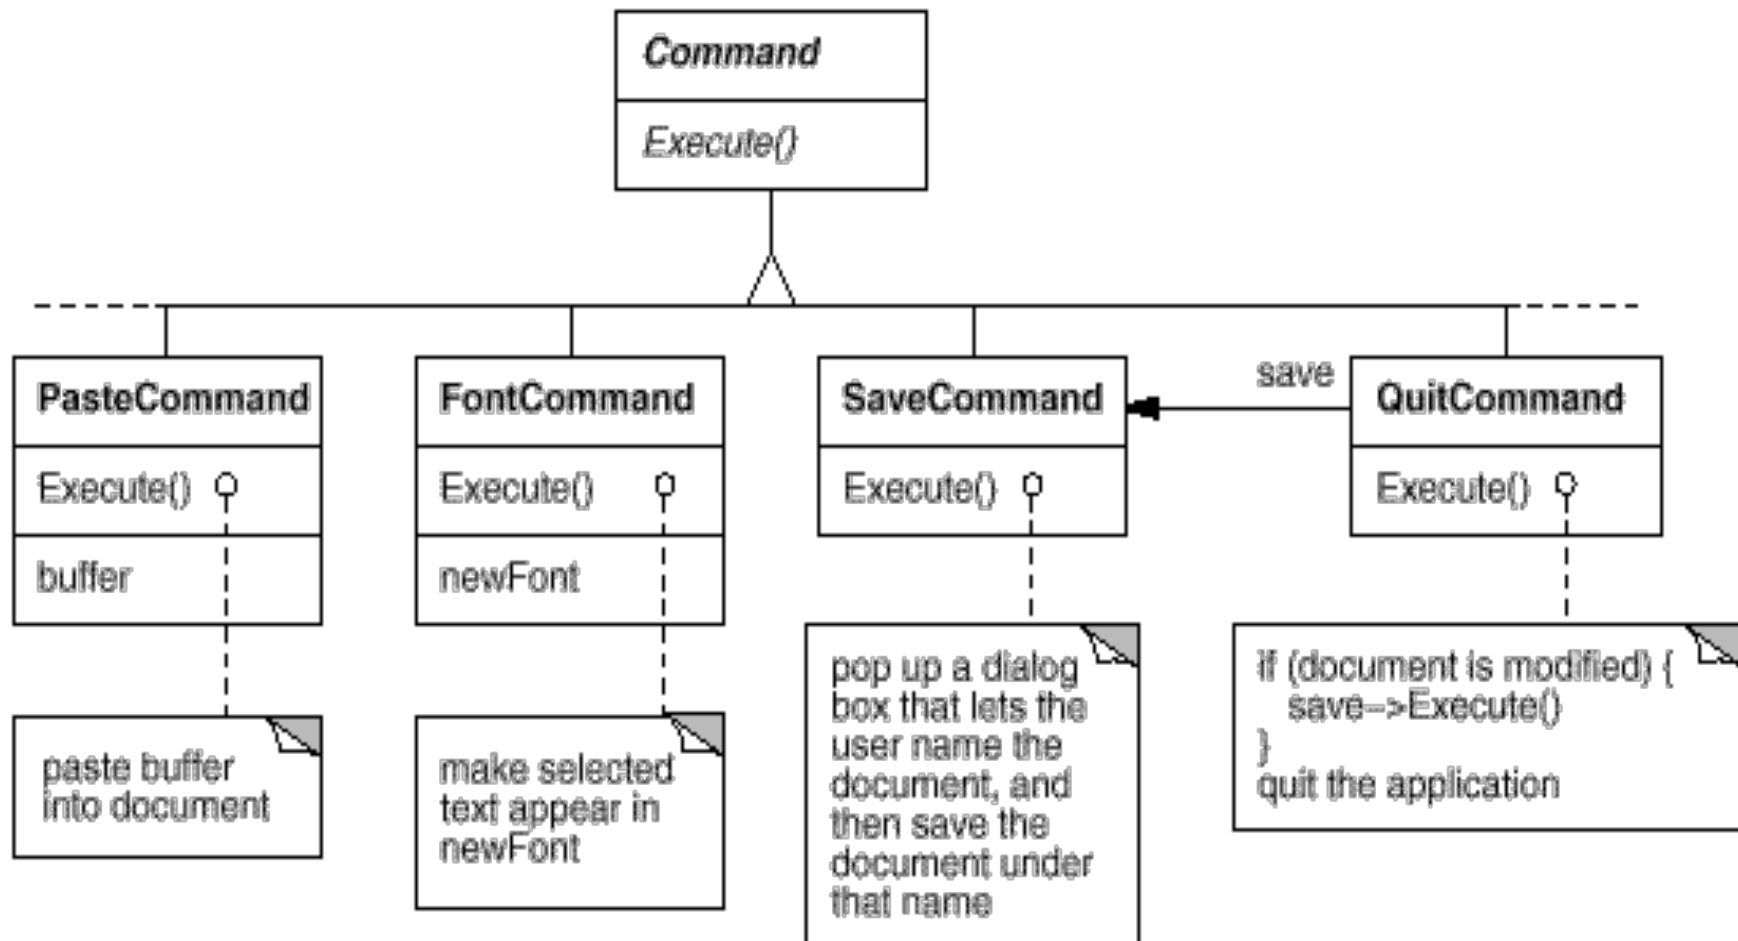 Command
Execute()
save
PasteCommand
Execute()
buffer
paste buffer
into document
FontCommand
Execute()
newFont
make selected
text appear in
newFont
SaveCommand
Execute()
pop up a dialog
box that lets the
user name the
document, and
then save the
document under
that name
QuitCommand
Execute()
if (document is modified) {
save–>Execute()
}
quit the application